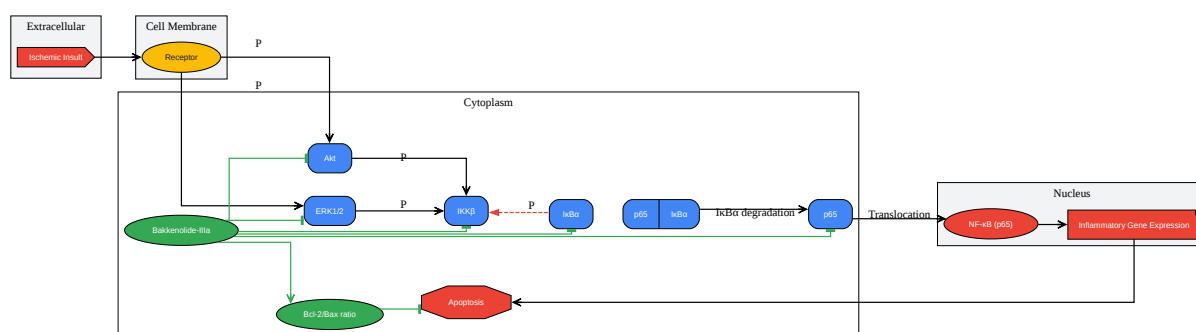 Extracellular
Cell Membrane
P
Ischemic Insult
Receptor
P
Cytoplasm
Akt
P
Nucleus
ERK1/2
P
IKKβ
P
IκBα
p65
IκBα
IκBα degradation
p65
Translocation
NF-κB (p65)
Inflammatory Gene Expression
Bakkenolide-IIIa
Bcl-2/Bax ratio
Apoptosis